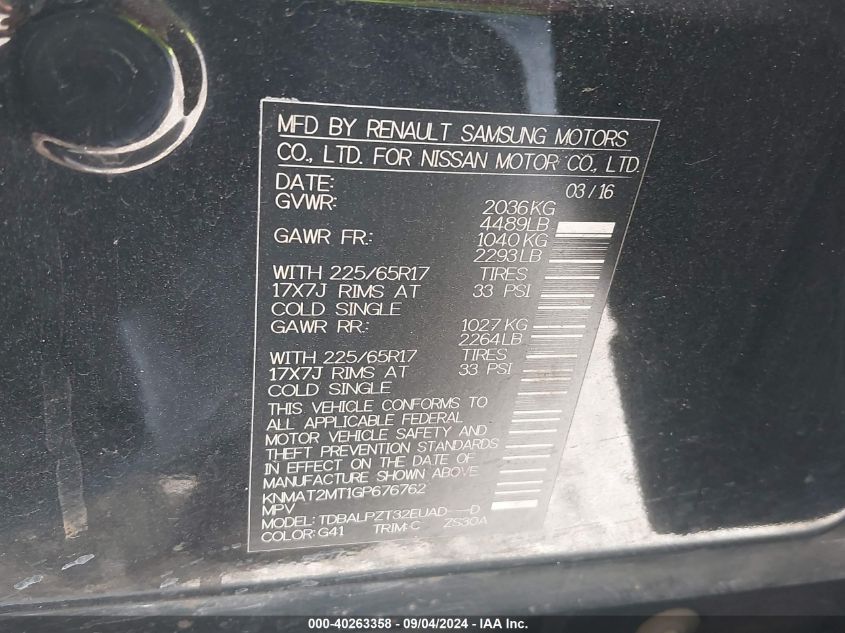 MFD BY RENAULT SAMSUNG MOTORS
CO., LTD. FOR NISSAN MOTOR CO., LTD.
DATE: 03/16
GVWR: 2036KG
4489LB
GAWR FR.: 1040KG
2293LB
WITH 225/65R17 TIRES
17X7J RIMS AT 33 PSI
COLD SINGLE
GAWR RR.: 1027KG
2264LB
WITH 225/65R17 TIRES
17X7J RIMS AT 33 PSI
COLD SINGLE
THIS VEHICLE CONFORMS TO
ALL APPLICABLE FEDERAL
MOTOR VEHICLE SAFETY AND
THEFT PREVENTION STANDARDS
IN EFFECT ON THE DATE OF
MANUFACTURE SHOWN ABOVE
KNMAT2MT1GP676762
MPV
MODEL: TDBALPZT32EUAD---D
COLOR: G41 TRIM: C ZS30A
000-40263358 - 09/04/2024 - IAA Inc.